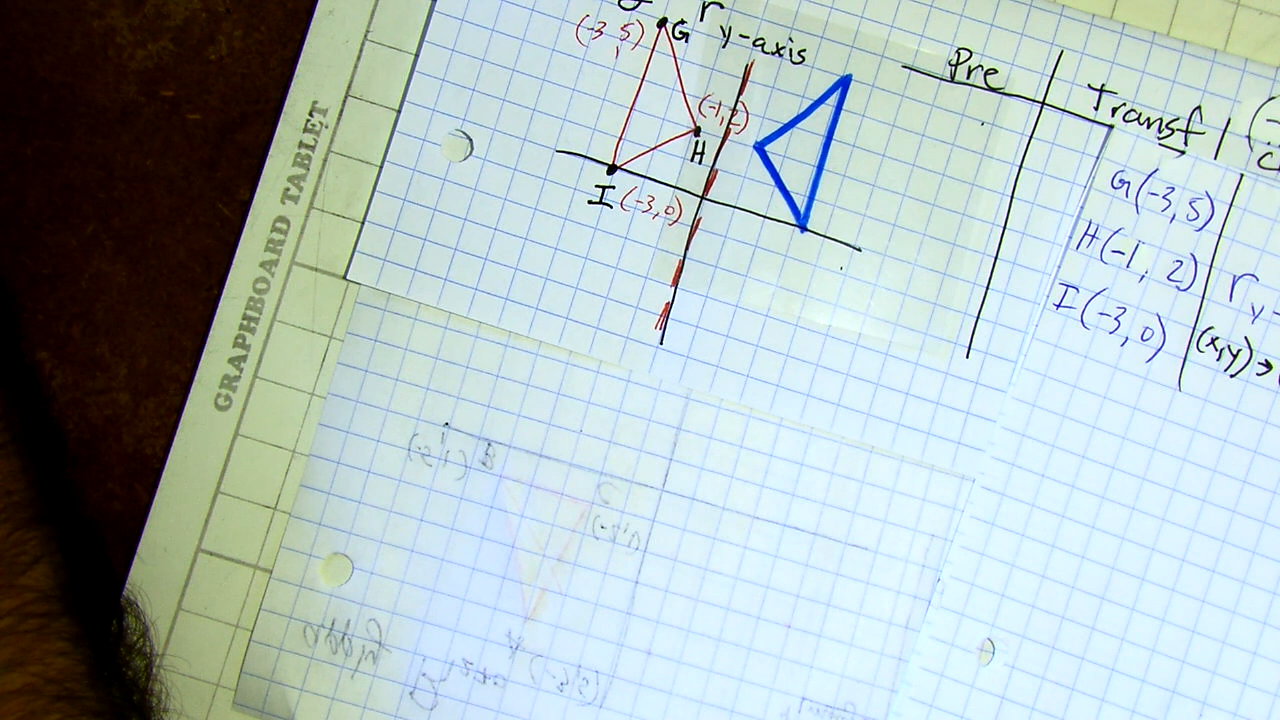 r y-axis
(-3, 5) G
Pre
Transf
(-1, 2)
H
I (-3, 0)
G(-3, 5)
H(-1, 2)
I(-3, 0)
r y-
(x,y) →
GRAPHBOARD TABLET
B